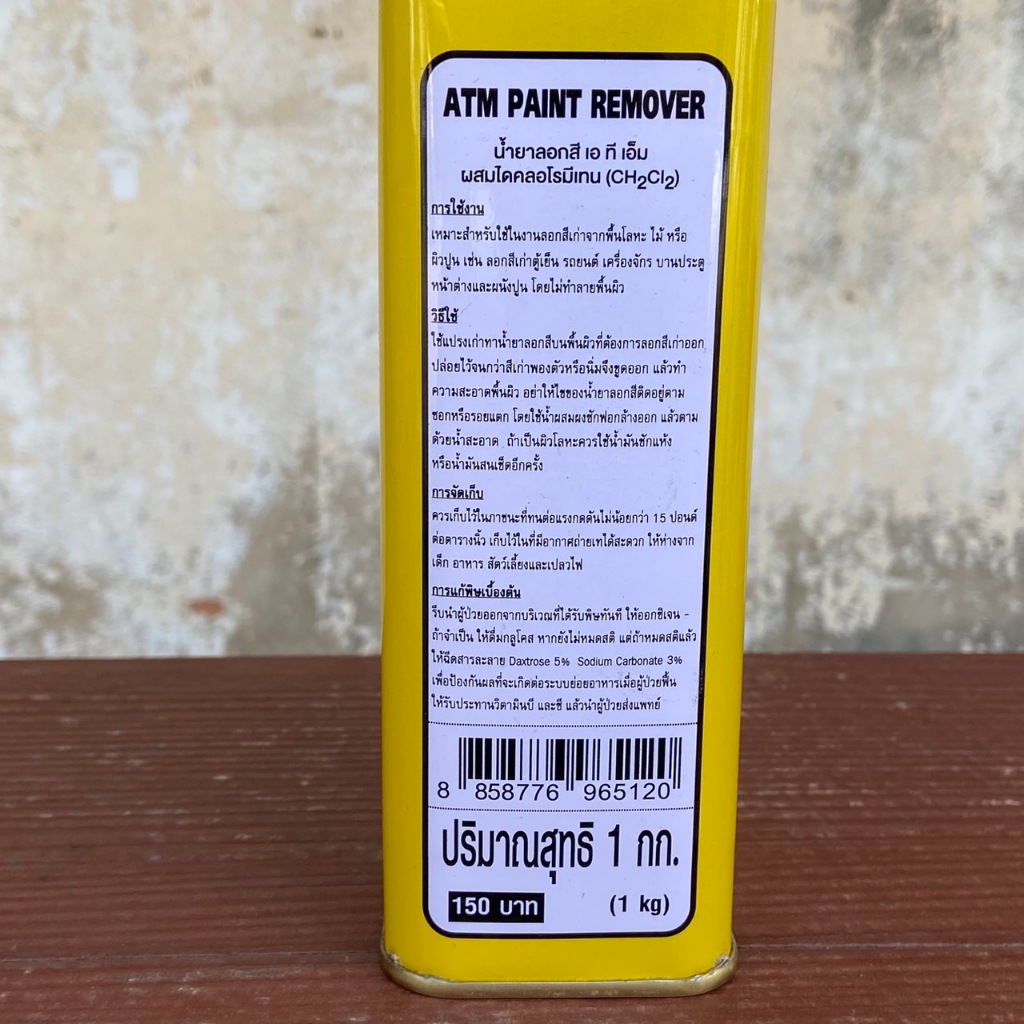 ATM PAINT REMOVER
น้ำยาลอกสี เอ ที เอ็ม
ผสมไดคลอโรมีเทน (CH2Cl2)
การใช้งาน
เหมาะสำหรับใช้ในงานลอกสีเก่าจากพื้นโลหะ ไม้ หรือ
ผิวปูน เช่น ลอกสีเก่าตู้เย็น รถยนต์ เครื่องจักร บานประตู
หน้าต่างและผนังปูน โดยไม่ทำลายพื้นผิว
วิธีใช้
ใช้แปรงเก่าทาน้ำยาลอกสีบนพื้นผิวที่ต้องการลอกสีเก่าออก
ปล่อยไว้จนกว่าสีเก่าพองตัวหรือนิ่มจึงขูดออก แล้วทำ
ความสะอาดพื้นผิว อย่าให้ไขของน้ำยาลอกสีติดอยู่ตาม
ซอกหรือรอยแตก โดยใช้น้ำผสมผงซักฟอกล้างออก แล้วตาม
ด้วยน้ำสะอาด ถ้าเป็นผิวโลหะควรใช้น้ำมันซักแห้ง
หรือน้ำมันสนเช็ดอีกครั้ง
การจัดเก็บ
ควรเก็บไว้ในภาชนะที่ทนต่อแรงกดดันไม่น้อยกว่า 15 ปอนด์
ต่อตารางนิ้ว เก็บไว้ในที่มีอากาศถ่ายเทได้สะดวก ให้ห่างจาก
เด็ก อาหาร สัตว์เลี้ยงและเปลวไฟ
การแก้พิษเบื้องต้น
รีบนำผู้ป่วยออกจากบริเวณที่ได้รับพิษทันที ให้ออกซิเจน -
ถ้าจำเป็น ให้ดื่มกลูโคส หากยังไม่หมดสติ แต่ถ้าหมดสติแล้ว
ให้ฉีดสารละลาย Daxtrose 5% Sodium Carbonate 3%
เพื่อป้องกันผลที่จะเกิดต่อระบบย่อยอาหารเมื่อผู้ป่วยฟื้น
ให้รับประทานวิตามินบี และซี แล้วนำผู้ป่วยส่งแพทย์
8 858776 965120
ปริมาณสุทธิ 1 กก.
150 บาท (1 kg)